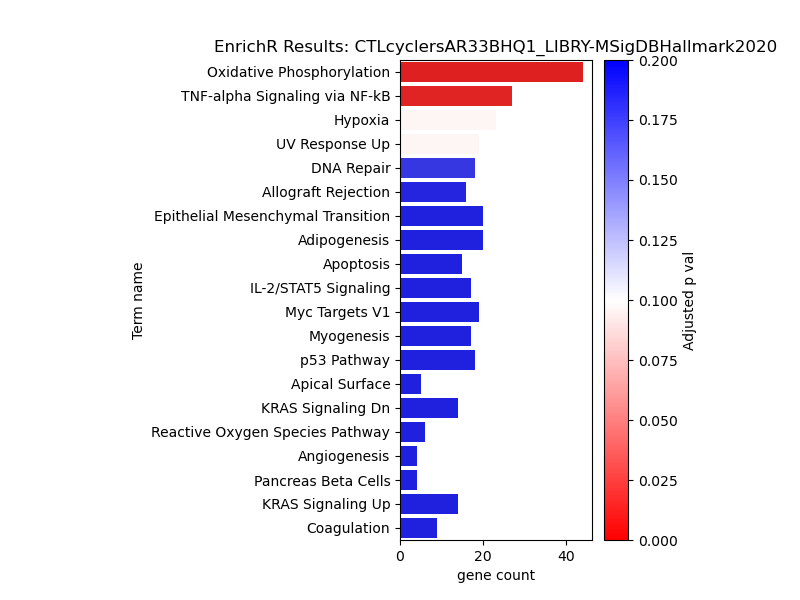 EnrichR Results: CTLcyclersAR33BHQ1_LIBRY-MSigDBHallmark2020
Oxidative Phosphorylation
TNF-alpha Signaling via NF-kB
Hypoxia
UV Response Up
DNA Repair
Allograft Rejection
Epithelial Mesenchymal Transition
Adipogenesis
Apoptosis
IL-2/STAT5 Signaling
Myc Targets V1
Myogenesis
p53 Pathway
Apical Surface
KRAS Signaling Dn
Reactive Oxygen Species Pathway
Angiogenesis
Pancreas Beta Cells
KRAS Signaling Up
Coagulation
Term name
0 20 40
gene count
0.200
0.175
0.150
0.125
0.100
0.075
0.050
0.025
0.000
Adjusted p val